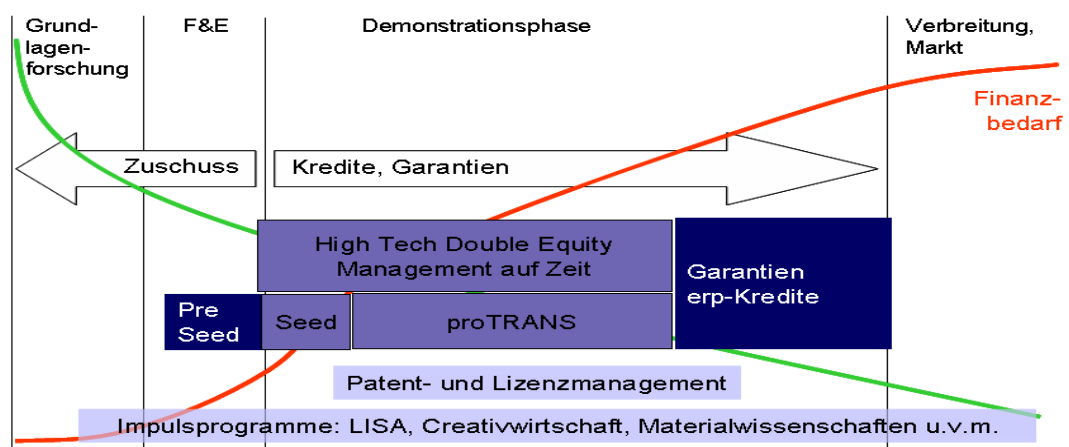 Grund-
lagen-
forschung
F&E
Demonstrationsphase
Verbreitung,
Markt
Finanz-
bedarf
Zuschuss
Kredite, Garantien
High Tech Double Equity
Management auf Zeit
Garantien
erp-Kredite
Pre
Seed
Seed
proTRANS
Patent- und Lizenzmanagement
Impulsprogramme: LISA, Creativwirtschaft, Materialwissenschaften u.v.m.